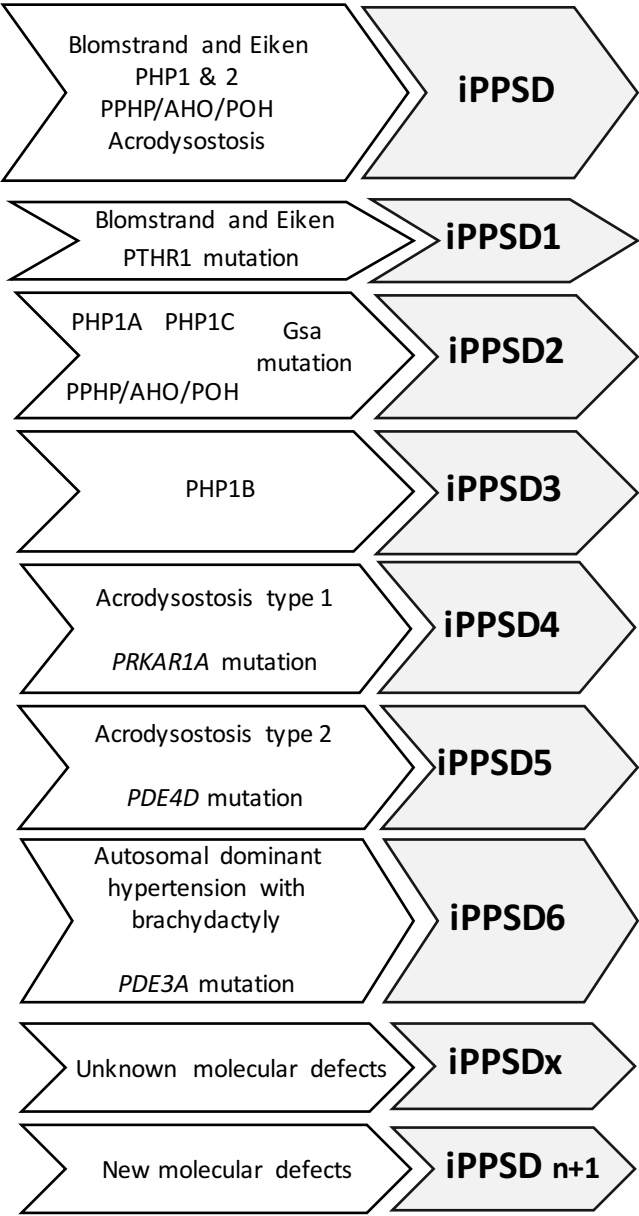 Blomstrand and Eiken
PHP1 & 2
PPHP/AHO/POH
Acrodysostosis
iPPSD
Blomstrand and Eiken
PTHR1 mutation
iPPSD1
PHP1A PHP1C
Gsa
mutation
PPHP/AHO/POH
iPPSD2
PHP1B
iPPSD3
Acrodysostosis type 1
PRKAR1A mutation
iPPSD4
Acrodysostosis type 2
PDE4D mutation
iPPSD5
Autosomal dominant
hypertension with
brachydactyly
PDE3A mutation
iPPSD6
Unknown molecular defects
iPPSDx
New molecular defects
iPPSD n+1